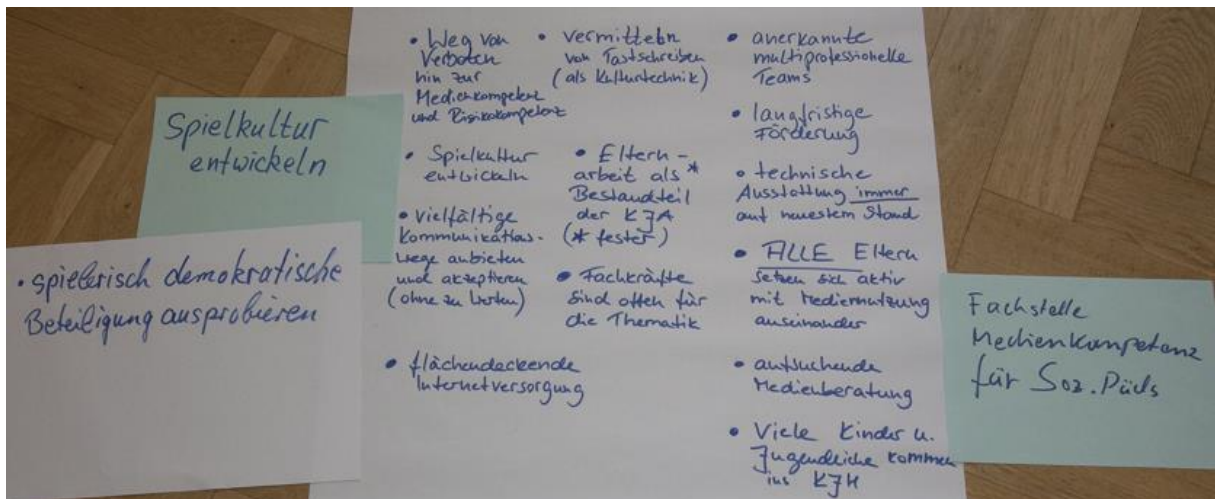 Spielkultur
entwickeln
• spielerisch demokratische
Beteiligung ausprobieren
• Weg von
Verboten
hin zur
Medienkompetenz
und Risikokompetenz
• Spielkultur
entwickeln
• vielfältige
Kommunikations-
wege anbieten
und akzeptieren
(ohne zu werten)
• flächendeckende
Internetversorgung
• vermitteln
von Tastschreiben
(als Kulturtechnik)
• Eltern-
arbeit als *
Bestandteil
der KJA
(* fester)
• Fachkräfte
sind offen für
die Thematik
• anerkannte
multiprofessionelle
Teams
• langfristige
Förderung
• technische
Ausstattung immer
auf neuestem Stand
• ALLE Eltern
setzen sich aktiv
mit Mediennutzung
auseinander
• aufsuchende
Medienberatung
• Viele Kinder u.
Jugendliche kommen
ins KJH
Fachstelle
Medienkompetenz
für Soz. Päds